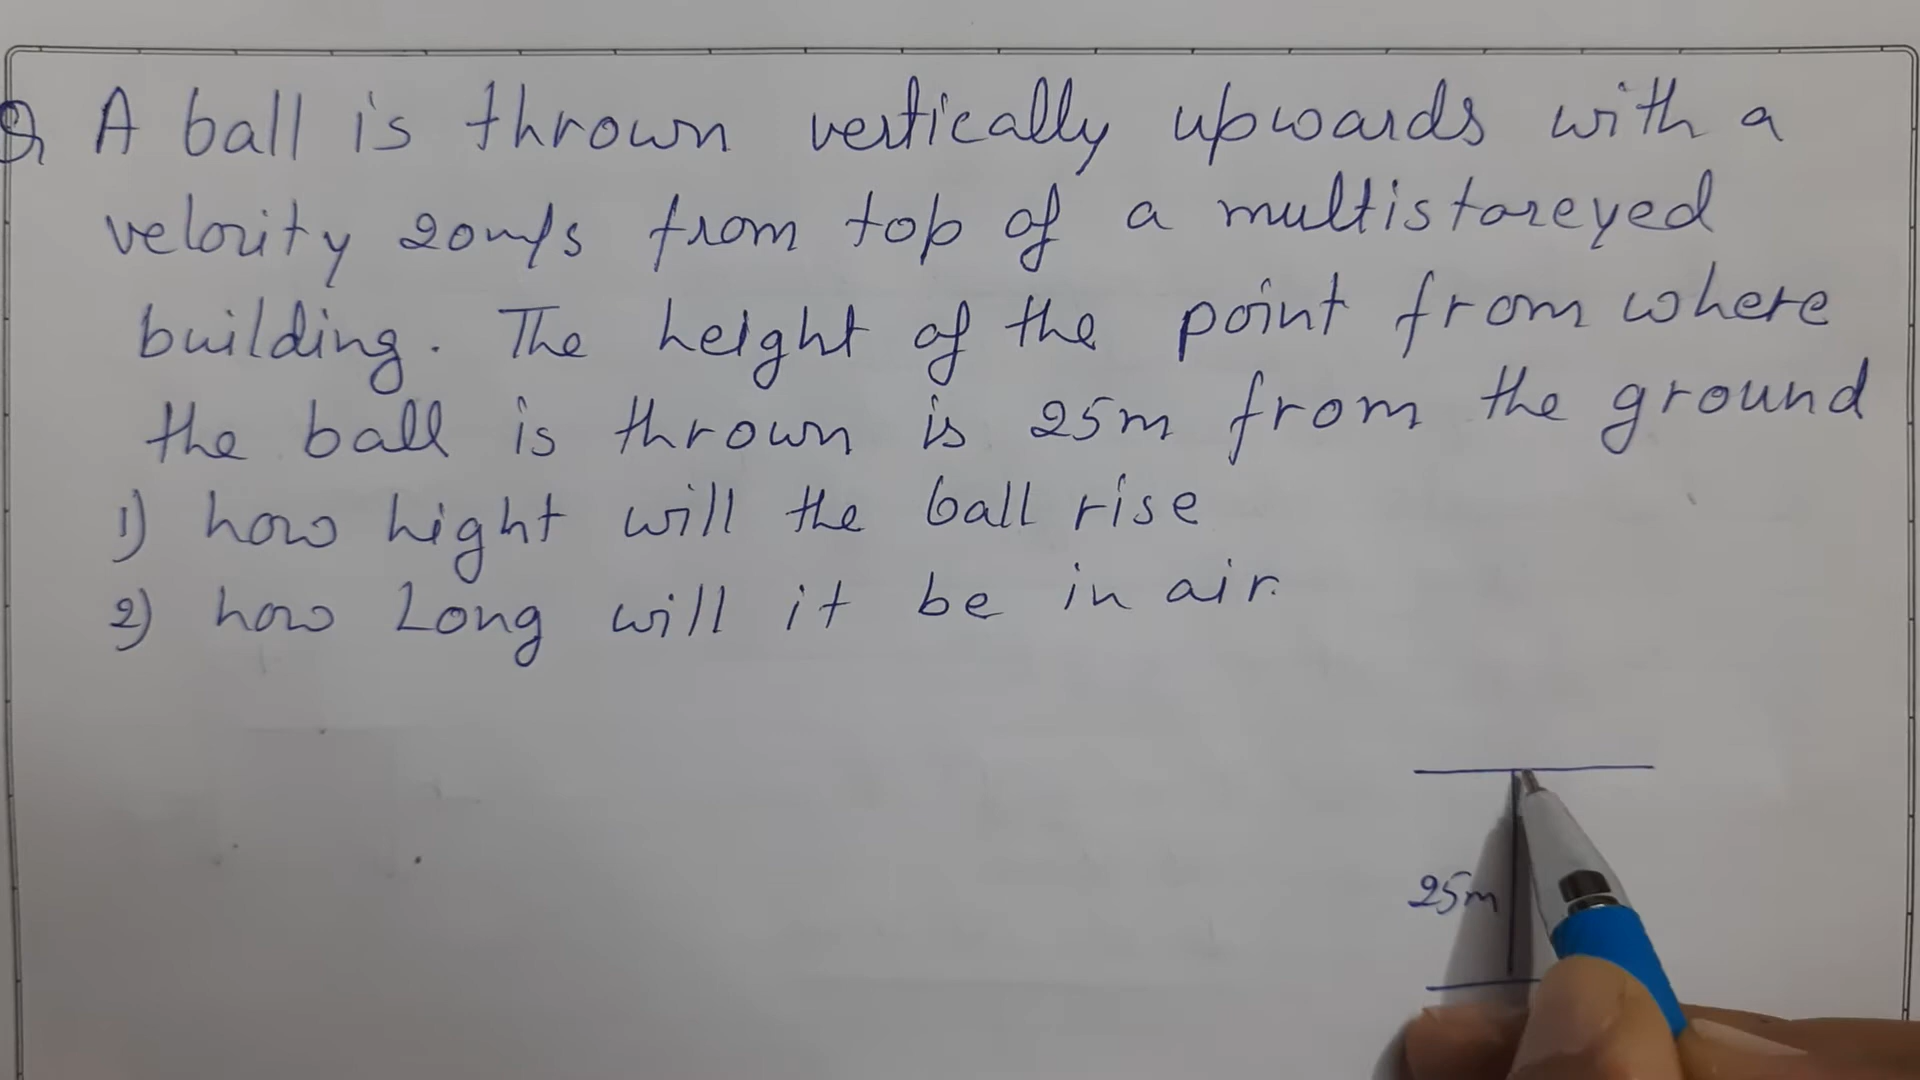 Q A ball is thrown vertically upwards with a
velocity 20m/s from top of a multistoreyed
building. The height of the point from where
the ball is thrown is 25m from the ground
1) how hight will the ball rise
2) how Long will it be in air.
25m